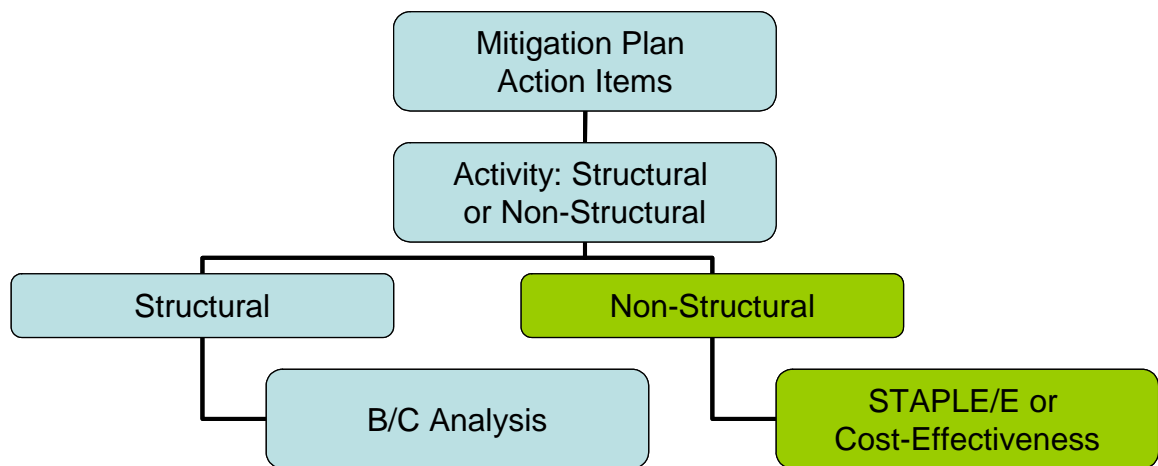 Mitigation Plan
Action Items
Activity: Structural
or Non-Structural
Structural
Non-Structural
B/C Analysis
STAPLE/E or
Cost-Effectiveness